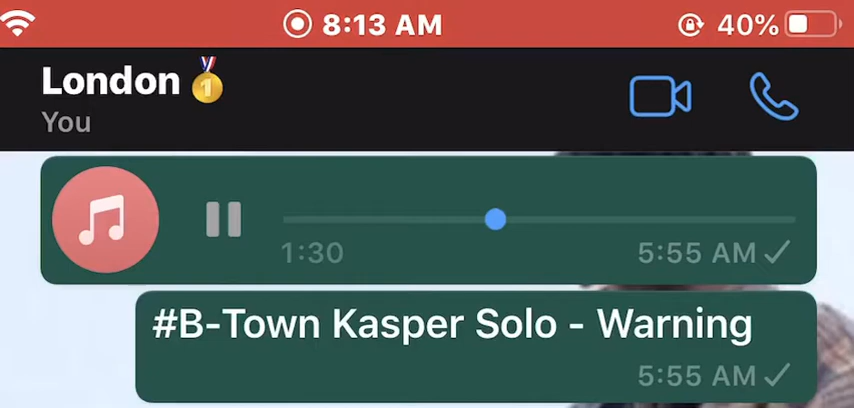 8:13 AM 40%
London 🥇
You
1:30 5:55 AM
#B-Town Kasper Solo - Warning
5:55 AM